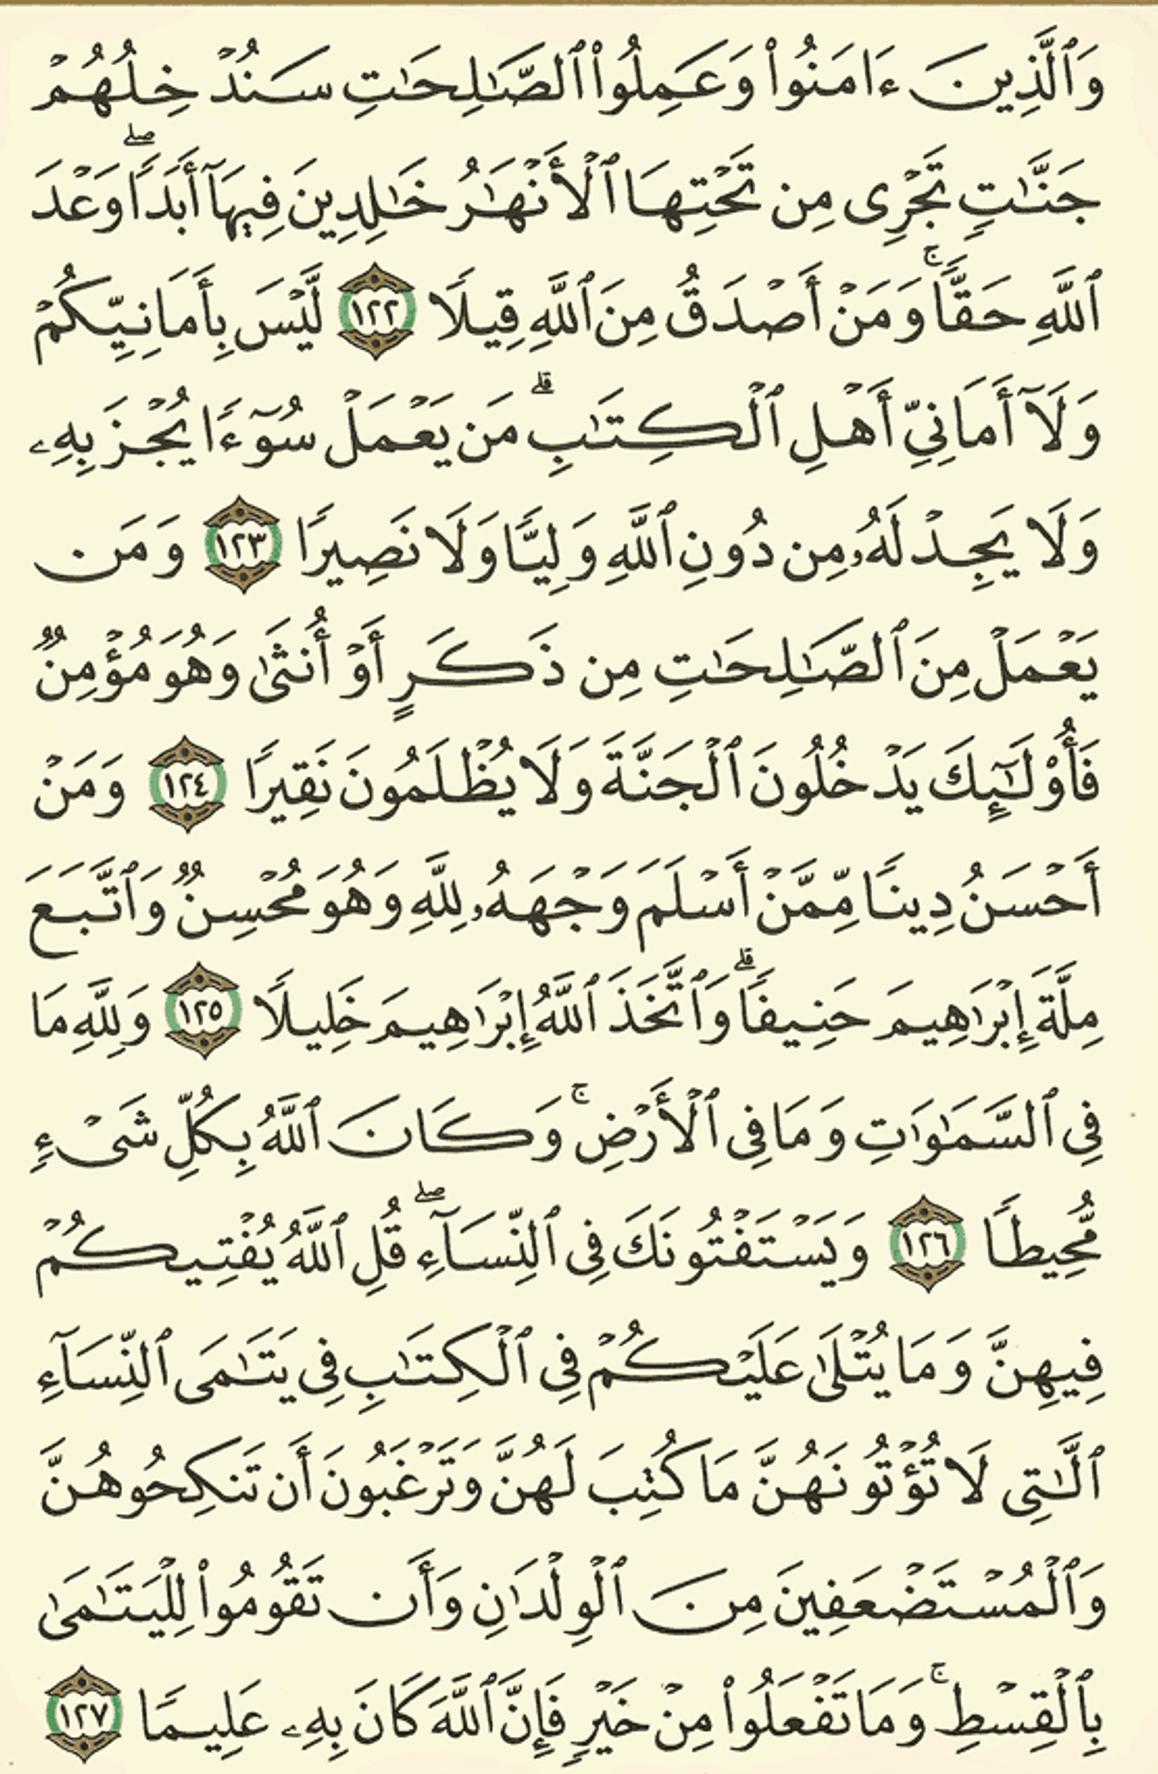 وَٱلَّذِينَ ءَامَنُوا۟ وَعَمِلُوا۟ ٱلصَّـٰلِحَـٰتِ سَنُدْخِلُهُمْ
جَنَّـٰتٍ تَجْرِى مِن تَحْتِهَا ٱلْأَنْهَـٰرُ خَـٰلِدِينَ فِيهَآ أَبَدًا ۖ وَعْدَ
ٱللَّهِ حَقًّا ۚ وَمَنْ أَصْدَقُ مِنَ ٱللَّهِ قِيلًا ١٢٢ لَّيْسَ بِأَمَانِيِّكُمْ
وَلَآ أَمَانِىِّ أَهْلِ ٱلْكِتَـٰبِ ۗ مَن يَعْمَلْ سُوٓءًا يُجْزَ بِهِۦ
وَلَا يَجِدْ لَهُۥ مِن دُونِ ٱللَّهِ وَلِيًّا وَلَا نَصِيرًا ١٢٣ وَمَن
يَعْمَلْ مِنَ ٱلصَّـٰلِحَـٰتِ مِن ذَكَرٍ أَوْ أُنثَىٰ وَهُوَ مُؤْمِنٌ
فَأُو۟لَـٰٓئِكَ يَدْخُلُونَ ٱلْجَنَّةَ وَلَا يُظْلَمُونَ نَقِيرًا ١٢٤ وَمَنْ
أَحْسَنُ دِينًا مِّمَّنْ أَسْلَمَ وَجْهَهُۥ لِلَّهِ وَهُوَ مُحْسِنٌ وَٱتَّبَعَ
مِلَّةَ إِبْرَٰهِيمَ حَنِيفًا ۗ وَٱتَّخَذَ ٱللَّهُ إِبْرَٰهِيمَ خَلِيلًا ١٢٥ وَلِلَّهِ مَا
فِى ٱلسَّمَـٰوَٰتِ وَمَا فِى ٱلْأَرْضِ ۚ وَكَانَ ٱللَّهُ بِكُلِّ شَىْءٍ
مُّحِيطًا ١٢٦ وَيَسْتَفْتُونَكَ فِى ٱلنِّسَآءِ ۖ قُلِ ٱللَّهُ يُفْتِيكُمْ
فِيهِنَّ وَمَا يُتْلَىٰ عَلَيْكُمْ فِى ٱلْكِتَـٰبِ فِى يَتَـٰمَى ٱلنِّسَآءِ
ٱلَّـٰتِى لَا تُؤْتُونَهُنَّ مَا كُتِبَ لَهُنَّ وَتَرْغَبُونَ أَن تَنكِحُوهُنَّ
وَٱلْمُسْتَضْعَفِينَ مِنَ ٱلْوِلْدَٰنِ وَأَن تَقُومُوا۟ لِلْيَتَـٰمَىٰ
بِٱلْقِسْطِ ۚ وَمَا تَفْعَلُوا۟ مِنْ خَيْرٍ فَإِنَّ ٱللَّهَ كَانَ بِهِۦ عَلِيمًا ١٢٧